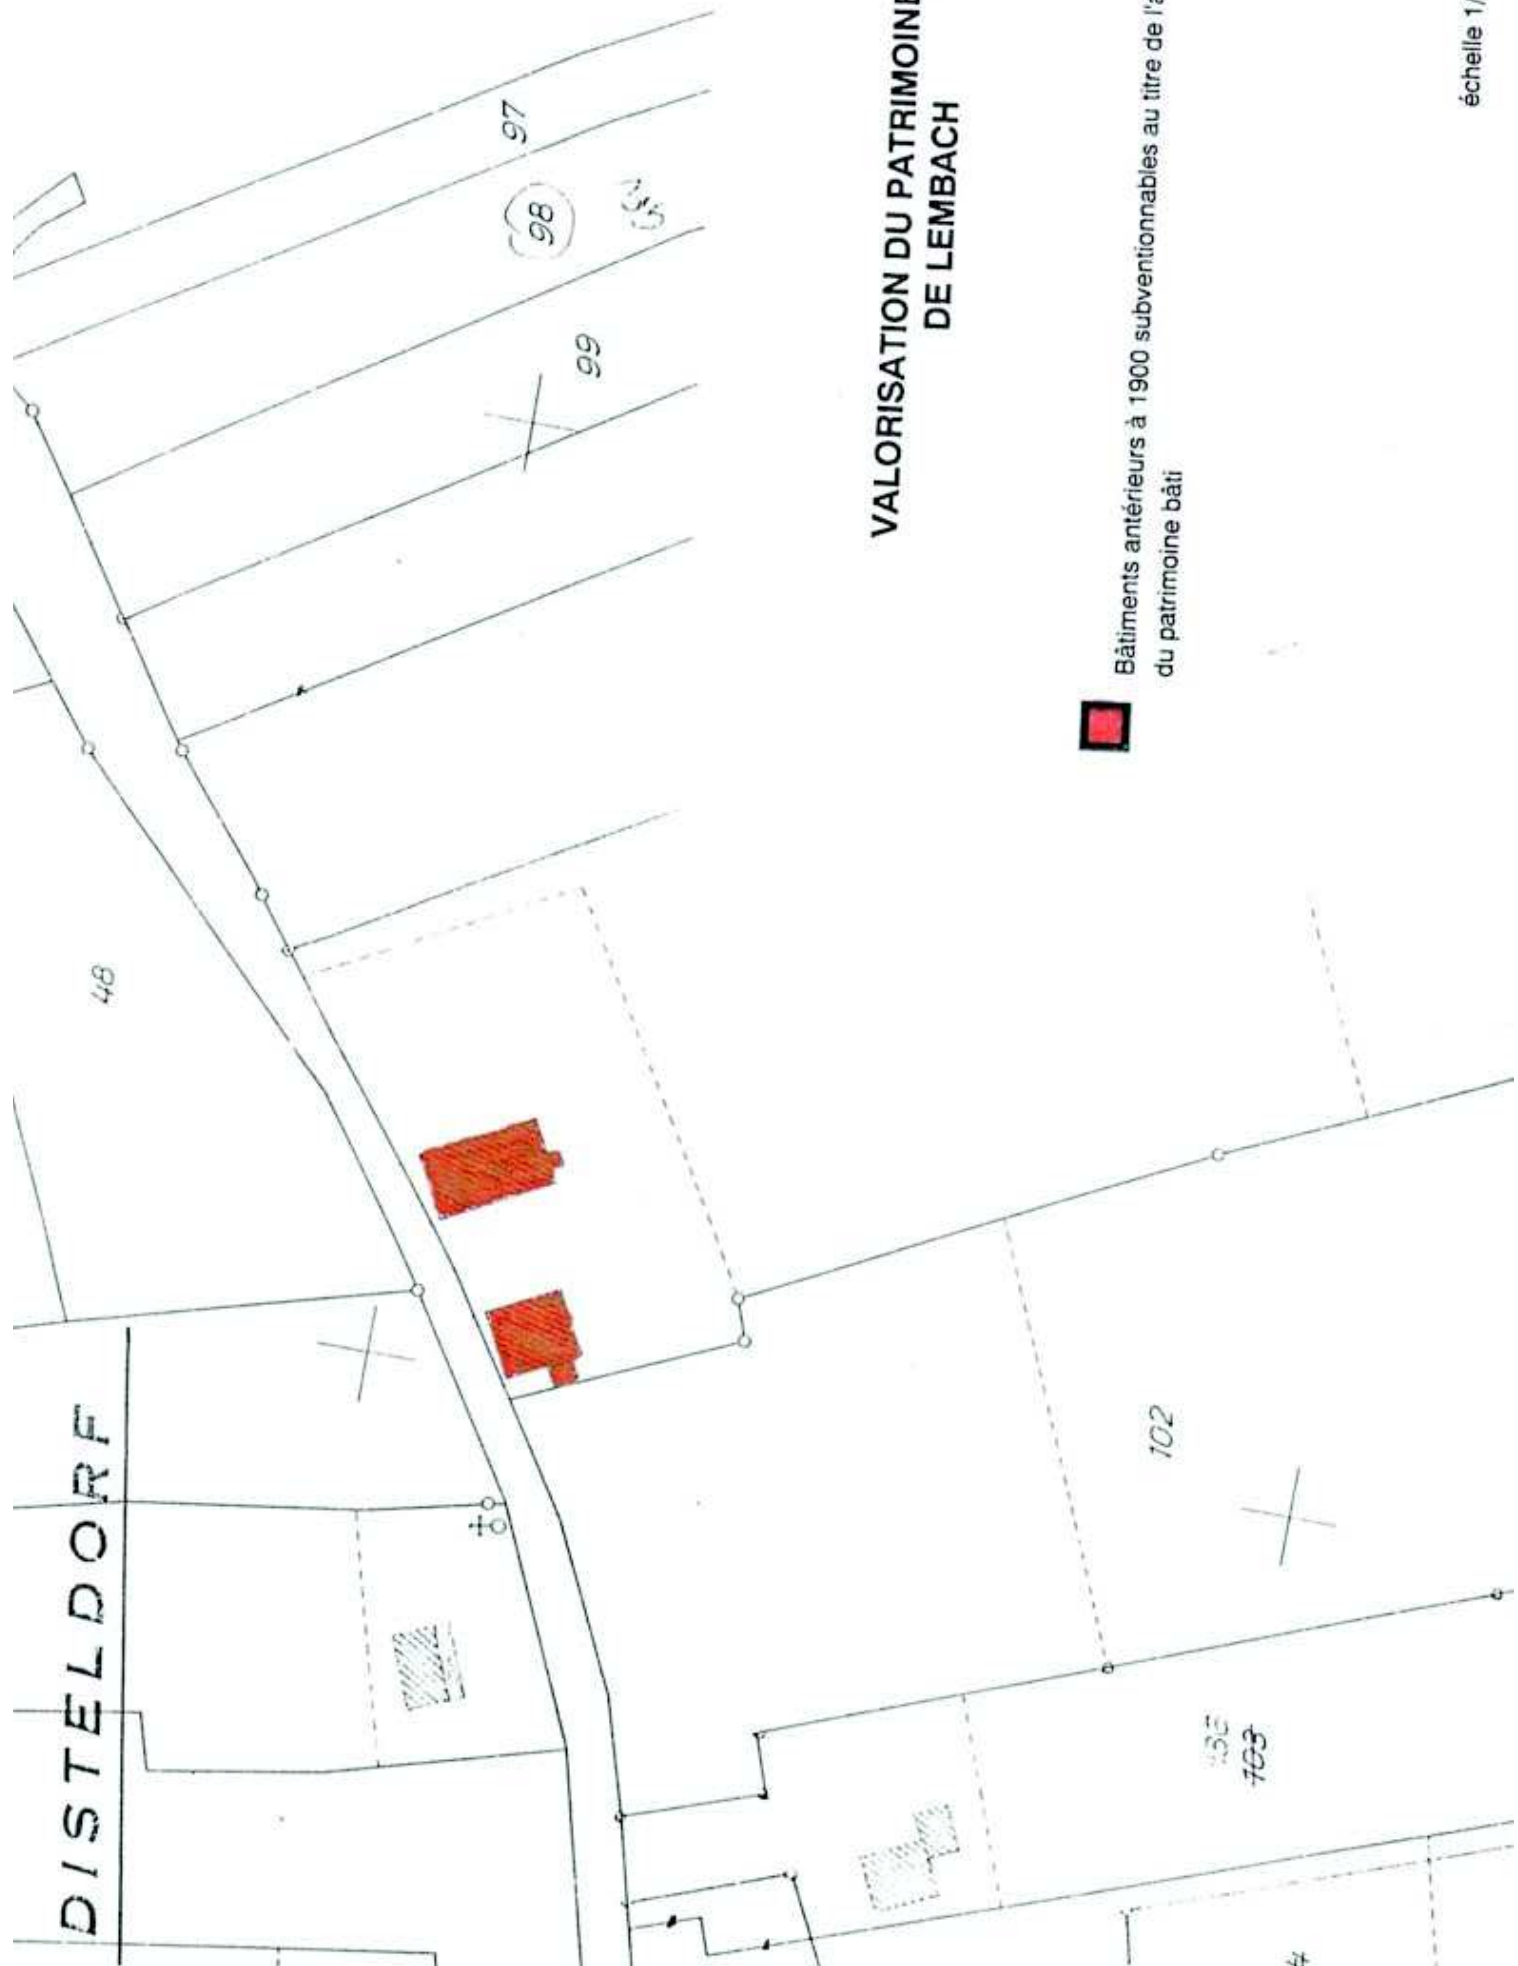 VALORISATION DU PATRIMOINE
DE LEMBACH
Bâtiments antérieurs à 1900 subventionnables au titre de l'a
du patrimoine bâti
échelle 1/
DISTELDORF
48
97
98
99
102
103